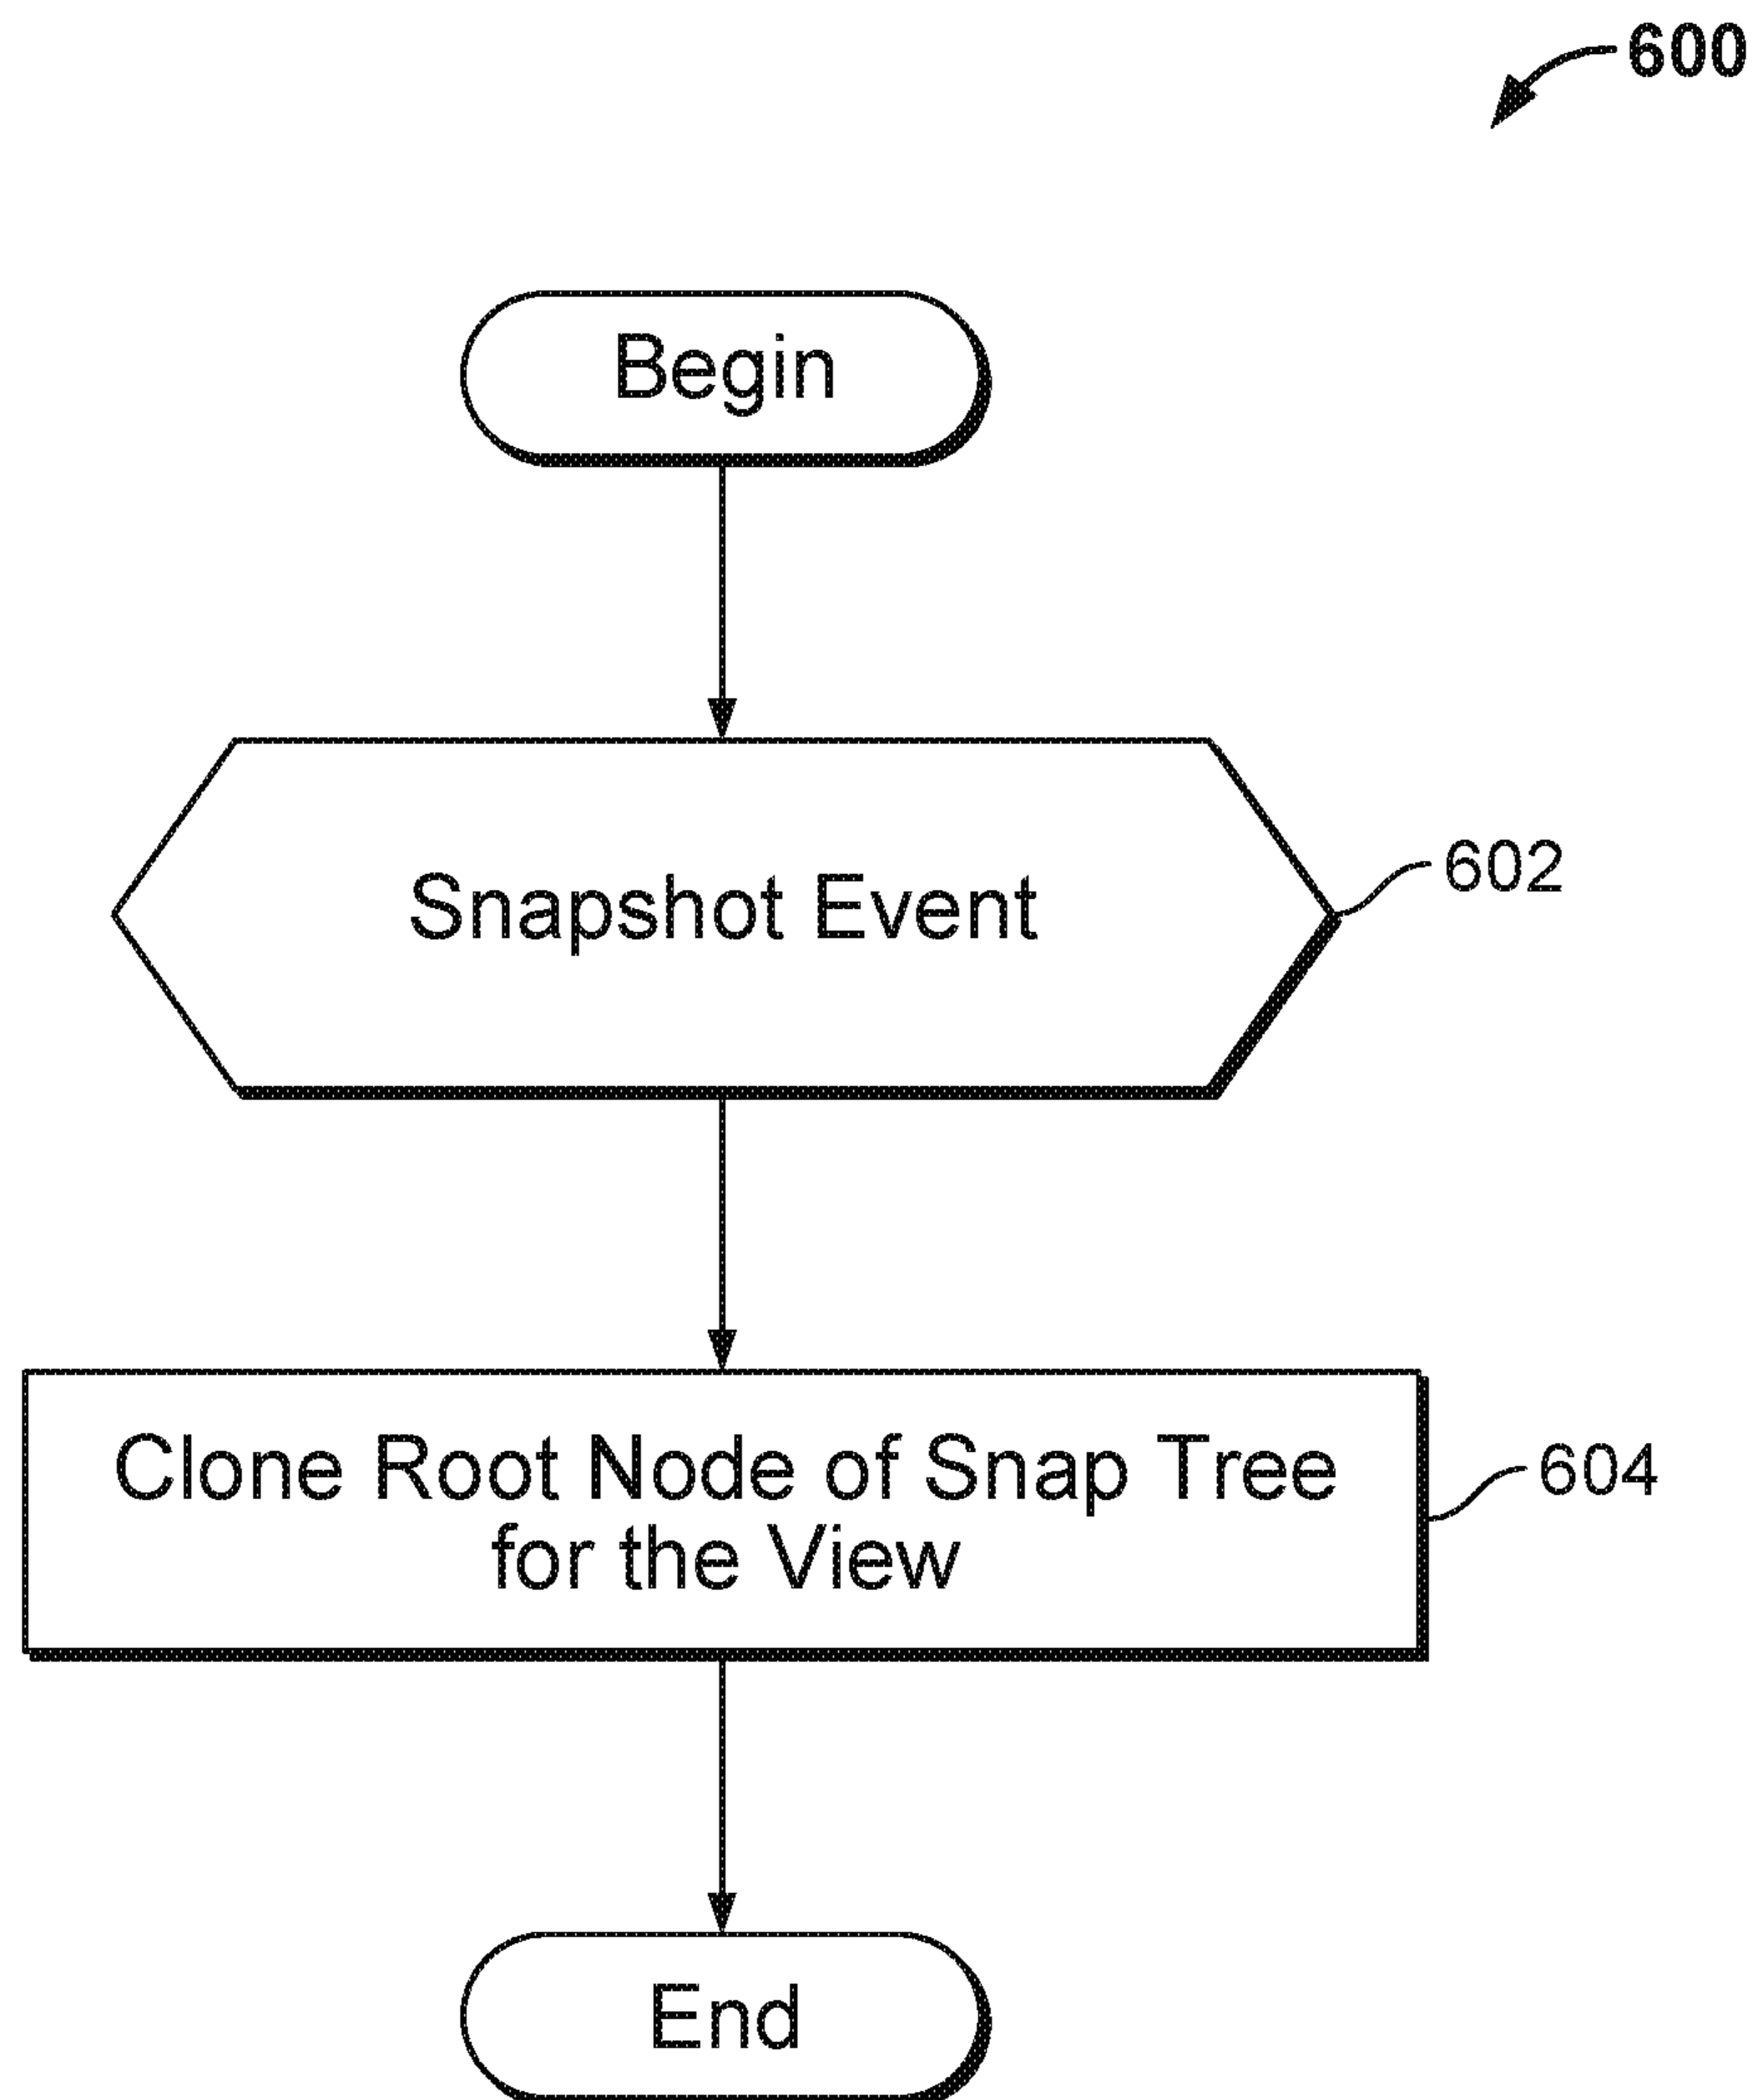 600
Begin
Snapshot Event
602
Clone Root Node of Snap Tree
for the View
604
End